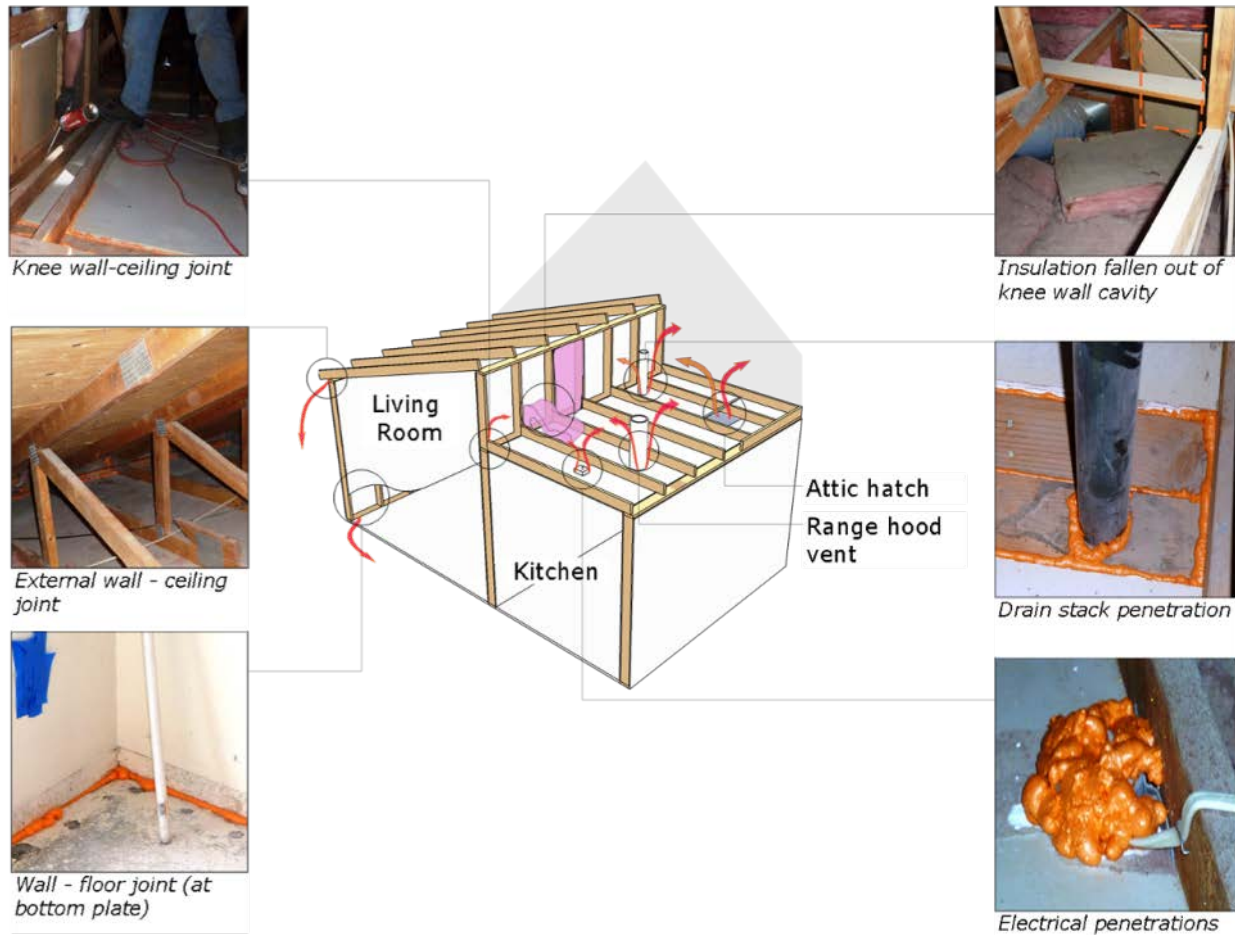 Knee wall-ceiling joint
External wall - ceiling
joint
Wall - floor joint (at
bottom plate)
Living
Room
Kitchen
Attic hatch
Range hood
vent
Insulation fallen out of
knee wall cavity
Drain stack penetration
Electrical penetrations